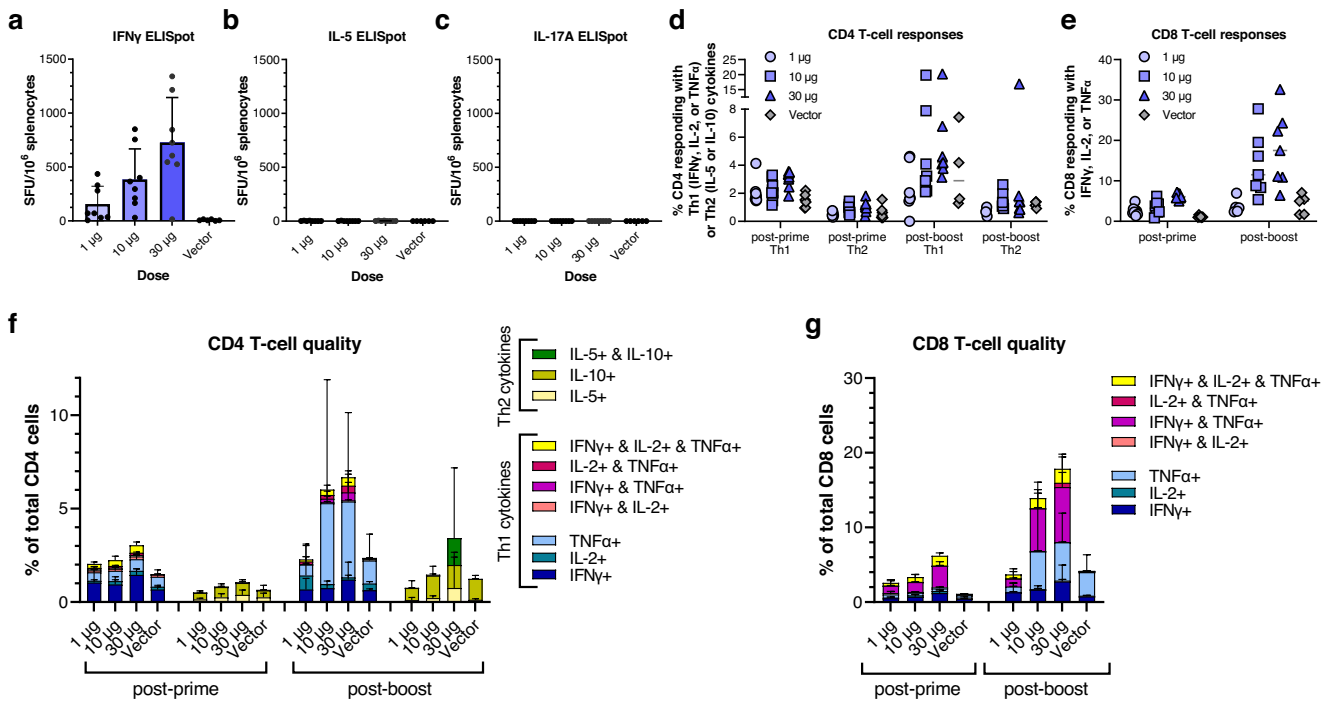 a
IFNγ ELISpot
SFU/10⁶ splenocytes
1500
1000
500
0
1 µg
10 µg
30 µg
Vector
Dose
b
IL-5 ELISpot
SFU/10⁶ splenocytes
1500
1000
500
0
1 µg
10 µg
30 µg
Vector
Dose
c
IL-17A ELISpot
SFU/10⁶ splenocytes
1500
1000
500
0
1 µg
10 µg
30 µg
Vector
Dose
d
CD4 T-cell responses
% CD4 responding with
Th1 (IFNγ, IL-2, or TNFα) or
Th2 (IL-5 or IL-10) cytokines
25
20
15
10
8
6
4
2
0
1 µg
10 µg
30 µg
Vector
post-prime
Th1
post-prime
Th2
post-boost
Th1
post-boost
Th2
e
CD8 T-cell responses
% CD8 responding with
IFNγ, IL-2, or TNFα
40
30
20
10
0
1 µg
10 µg
30 µg
Vector
post-prime
post-boost
f
CD4 T-cell quality
% of total CD4 cells
10
5
0
1 µg
10 µg
30 µg
Vector
1 µg
10 µg
30 µg
Vector
1 µg
10 µg
30 µg
Vector
1 µg
10 µg
30 µg
Vector
post-prime
post-boost
Th2 cytokines
IL-5+ & IL-10+
IL-10+
IL-5+
Th1 cytokines
IFNγ+ & IL-2+ & TNFα+
IL-2+ & TNFα+
IFNγ+ & TNFα+
IFNγ+ & IL-2+
TNFα+
IL-2+
IFNγ+
g
CD8 T-cell quality
% of total CD8 cells
30
20
10
0
1 µg
10 µg
30 µg
Vector
1 µg
10 µg
30 µg
Vector
post-prime
post-boost
IFNγ+ & IL-2+ & TNFα+
IL-2+ & TNFα+
IFNγ+ & TNFα+
IFNγ+ & IL-2+
TNFα+
IL-2+
IFNγ+